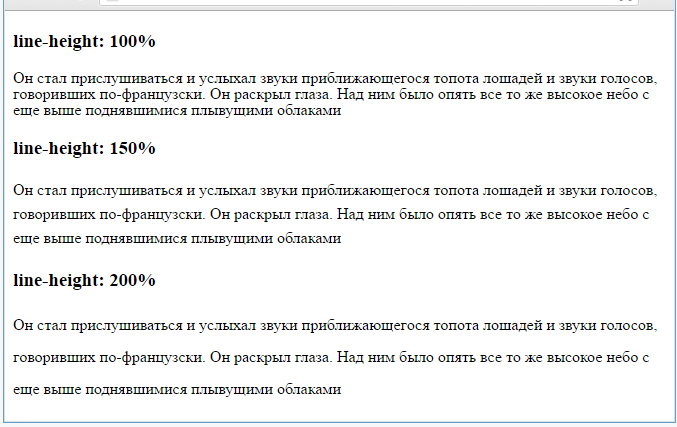 line-height: 100%
Он стал прислушиваться и услыхал звуки приближающегося топота лошадей и звуки голосов,
говоривших по-французски. Он раскрыл глаза. Над ним было опять все то же высокое небо с
еще выше поднявшимися плывущими облаками
line-height: 150%
Он стал прислушиваться и услыхал звуки приближающегося топота лошадей и звуки голосов,
говоривших по-французски. Он раскрыл глаза. Над ним было опять все то же высокое небо с
еще выше поднявшимися плывущими облаками
line-height: 200%
Он стал прислушиваться и услыхал звуки приближающегося топота лошадей и звуки голосов,
говоривших по-французски. Он раскрыл глаза. Над ним было опять все то же высокое небо с
еще выше поднявшимися плывущими облаками